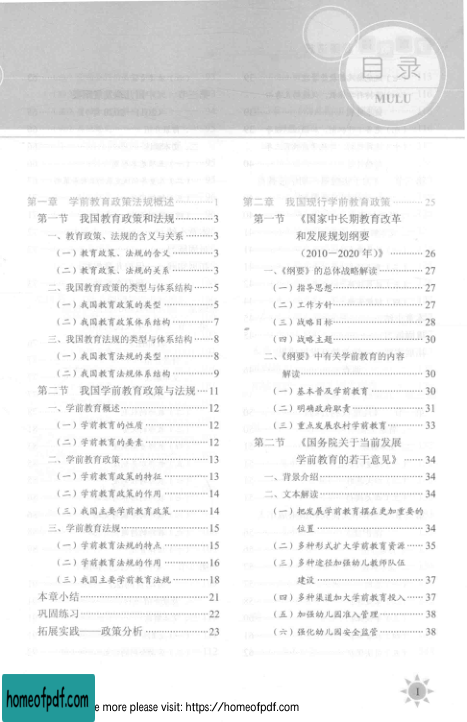 目录
MULU
第一章 学前教育政策法规概述 ············ 1
第一节 我国教育政策和法规 ············ 3
一、教育政策、法规的含义与关系 ········ 3
（一）教育政策、法规的含义 ············ 3
（二）教育政策、法规的关系 ············ 3
二、我国教育政策的类型与体系结构 ······ 5
（一）我国教育政策的类型 ············ 5
（二）我国教育政策体系结构 ············ 7
三、我国教育法规的类型与体系结构 ······ 8
（一）我国教育法规的类型 ············ 8
（二）我国教育法规体系结构 ············ 9
第二节 我国学前教育政策与法规 ···· 11
一、学前教育概述 ············ 12
（一）学前教育的性质 ············ 12
（二）学前教育的要素 ············ 12
二、学前教育政策 ············ 13
（一）学前教育政策的特征 ············ 13
（二）学前教育政策的作用 ············ 14
（三）我国主要学前教育政策 ············ 14
三、学前教育法规 ············ 15
（一）学前教育法规的特点 ············ 15
（二）学前教育法规的作用 ············ 16
（三）我国主要学前教育法规 ············ 18
本章小结 ············ 21
巩固练习 ············ 22
拓展实践——政策分析 ············ 23
第二章 我国现行学前教育政策 ········ 25
第一节 《国家中长期教育改革
和发展规划纲要
（2010－2020年）》 ············ 26
一、《纲要》的总体战略解读 ············ 27
（一）指导思想 ············ 27
（二）工作方针 ············ 27
（三）战略目标 ············ 28
（四）战略主题 ············ 30
二、《纲要》中有关学前教育的内容
解读 ············ 30
（一）基本普及学前教育 ············ 30
（二）明确政府职责 ············ 31
（三）重点发展农村学前教育 ············ 33
第二节 《国务院关于当前发展
学前教育的若干意见》 ······ 34
一、背景介绍 ············ 34
二、文本解读 ············ 34
（一）把发展学前教育摆在更加重要的
位置 ············ 34
（二）多种形式扩大学前教育资源 ······ 35
（三）多种途径加强幼儿教师队伍
建设 ············ 37
（四）多种渠道加大学前教育投入 ······ 37
（五）加强幼儿园准入管理 ············ 38
（六）强化幼儿园安全监管 ············ 38
1
homeofpdf.com
e more please visit: https://homeofpdf.com